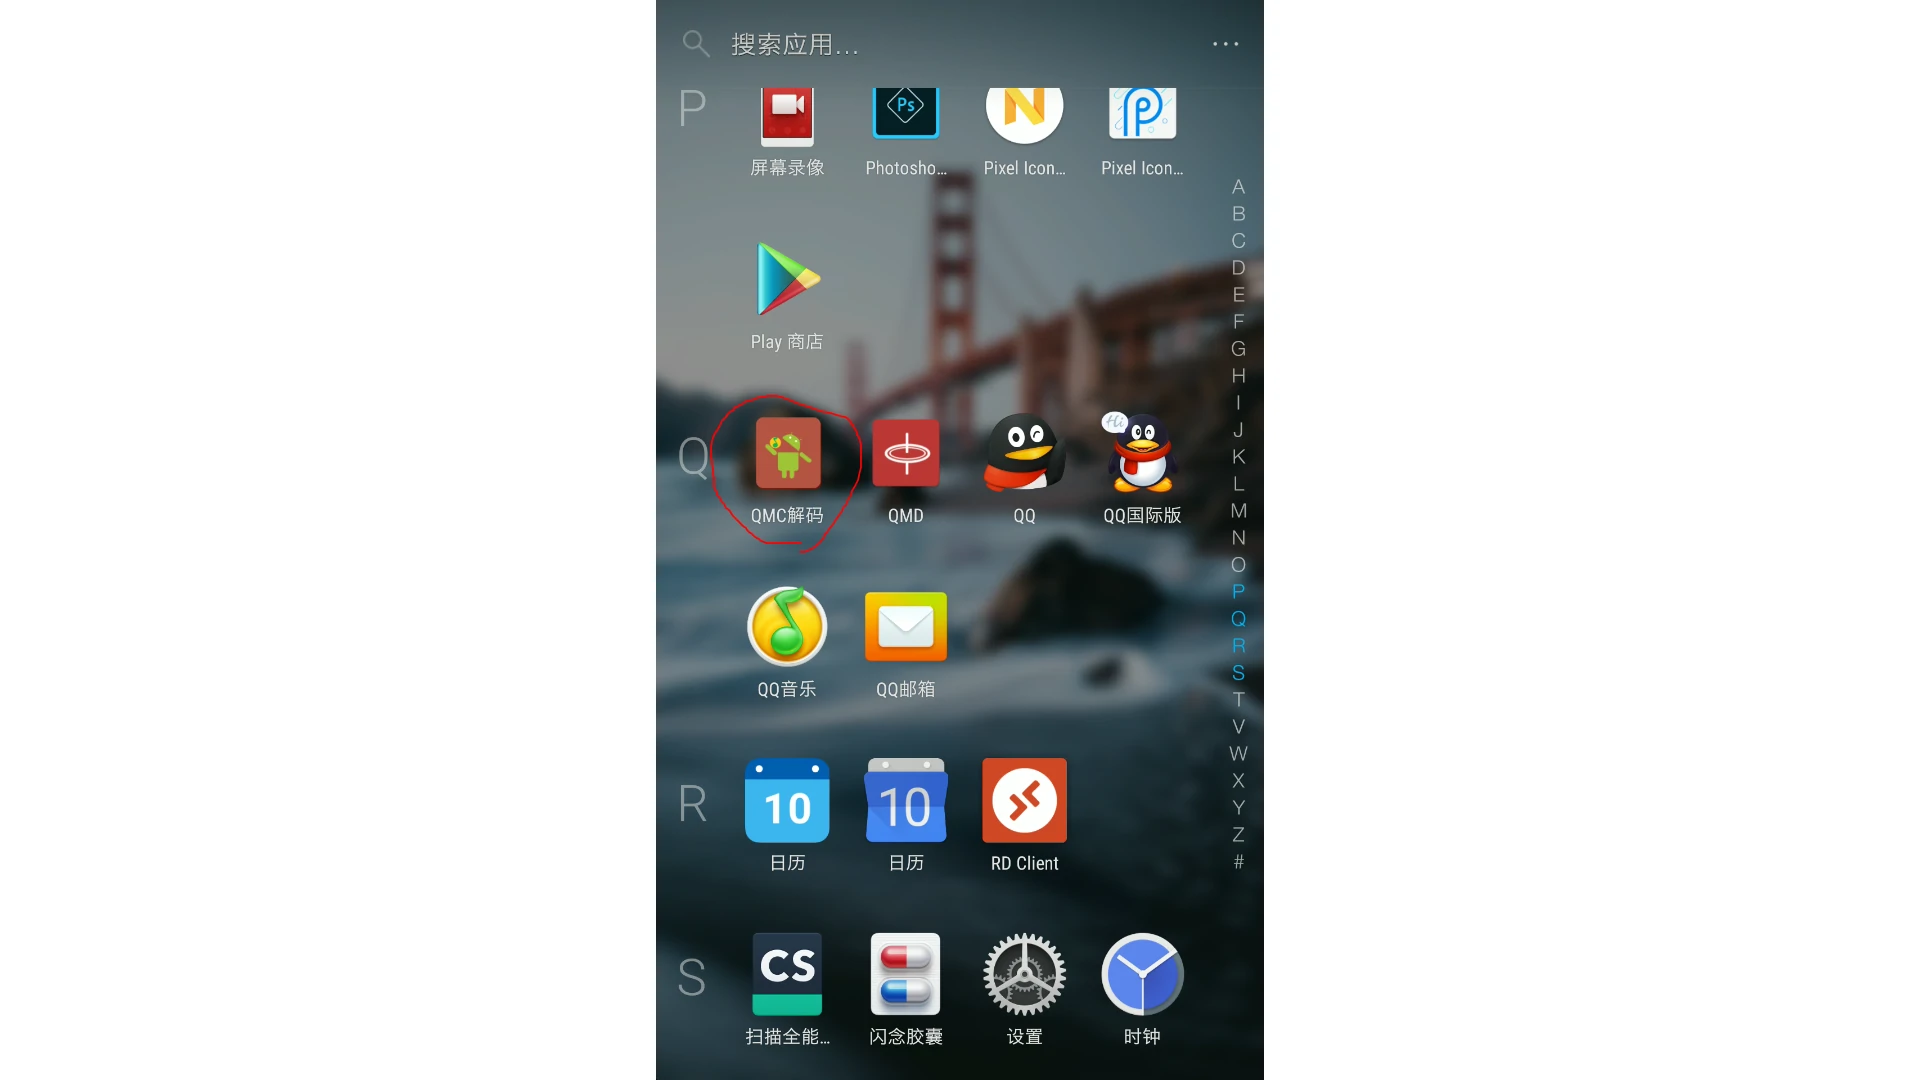 搜索应用...
P
Ps
屏幕录像
Photosho...
Pixel Icon...
Pixel Icon...
Play 商店
Q
Hi
QMC解码
QMD
QQ
QQ国际版
QQ音乐
QQ邮箱
R
10
10
日历
日历
RD Client
S
CS
扫描全能...
闪念胶囊
设置
时钟
A
B
C
D
E
F
G
H
I
J
K
L
M
N
O
P
Q
R
S
T
V
W
X
Y
Z
#